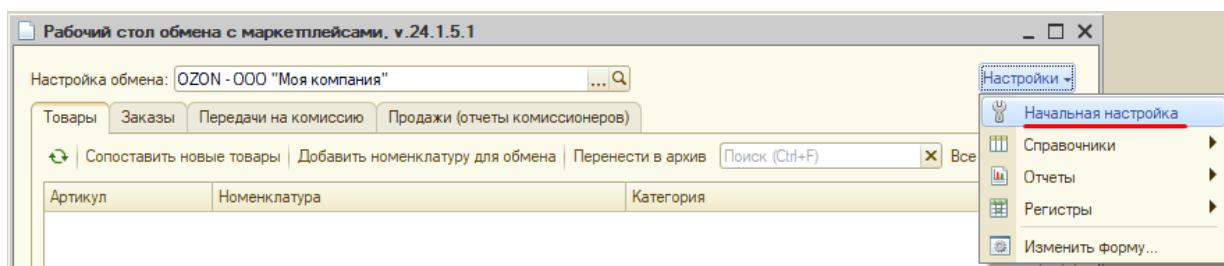 Рабочий стол обмена с маркетплейсами, v.24.1.5.1
Настройка обмена: OZON - ООО "Моя компания" ... Настройки
Товары Заказы Передачи на комиссию Продажи (отчеты комиссионеров)
Начальная настройка
Сопоставить новые товары Добавить номенклатуру для обмена Перенести в архив Поиск (Ctrl+F) Все
Справочники
Отчеты
Артикул Номенклатура Категория
Регистры
Изменить форму...